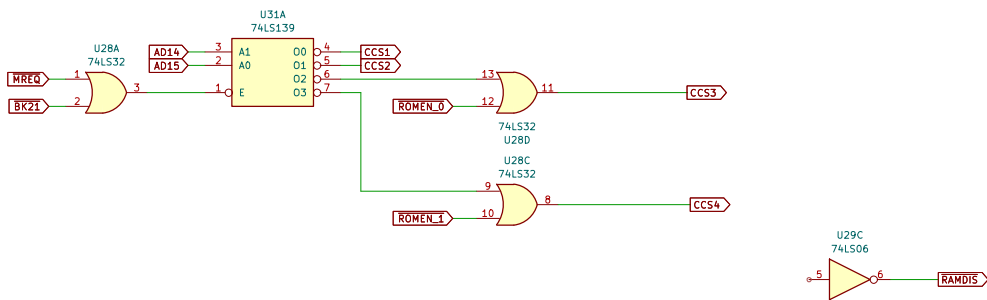 U31A
74LS139
U28A
74LS32
AD14 3 A1 O0 4 CCS1
AD15 2 A0 O1 5 CCS2
MREQ 1
O2 6 13
3 1 E O3 7
11 CCS3
BK21 2
ROMEN_0 12
74LS32
U28D
U28C
74LS32
9
8 CCS4
ROMEN_1 10
U29C
74LS06
5 6 RAMDIS